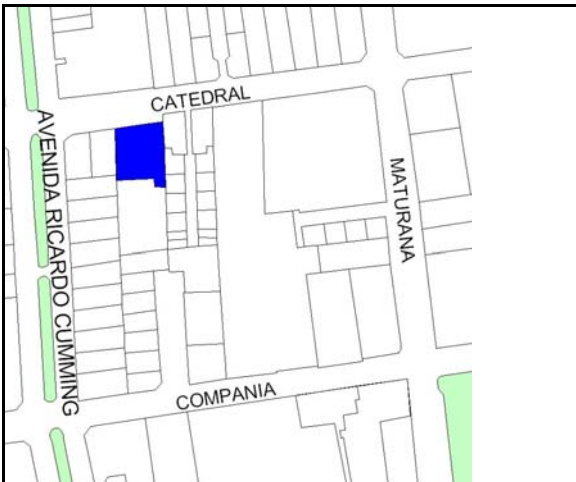 CATEDRAL
AVENIDA RICARDO CUMMING
MATURANA
COMPANIA